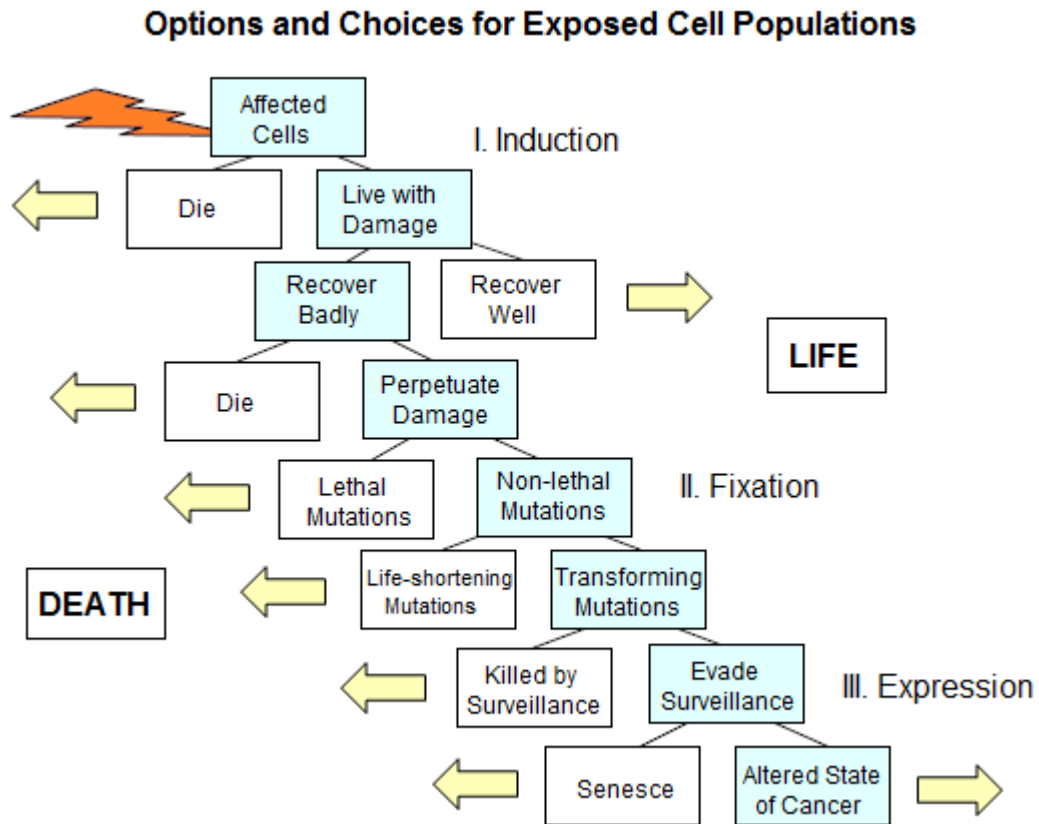 Options and Choices for Exposed Cell Populations
Affected
Cells
I. Induction
Die
Live with
Damage
Recover
Badly
Recover
Well
LIFE
Die
Perpetuate
Damage
Lethal
Mutations
Non-lethal
Mutations
II. Fixation
DEATH
Life-shortening
Mutations
Transforming
Mutations
Killed by
Surveillance
Evade
Surveillance
III. Expression
Senesce
Altered State
of Cancer